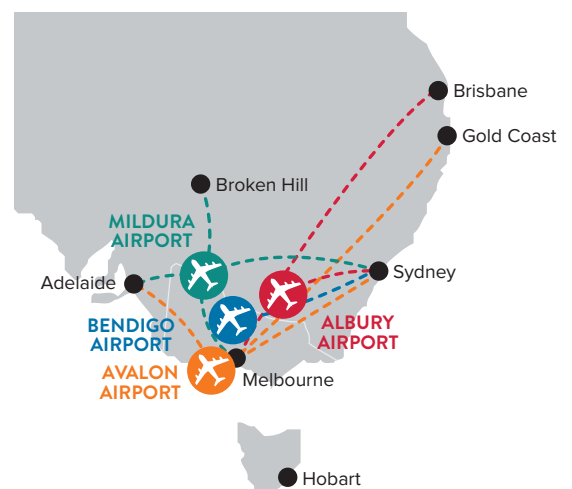 Brisbane
Gold Coast
Broken Hill
MILDURA
AIRPORT
Sydney
Adelaide
BENDIGO
AIRPORT
ALBURY
AIRPORT
AVALON
AIRPORT
Melbourne
Hobart